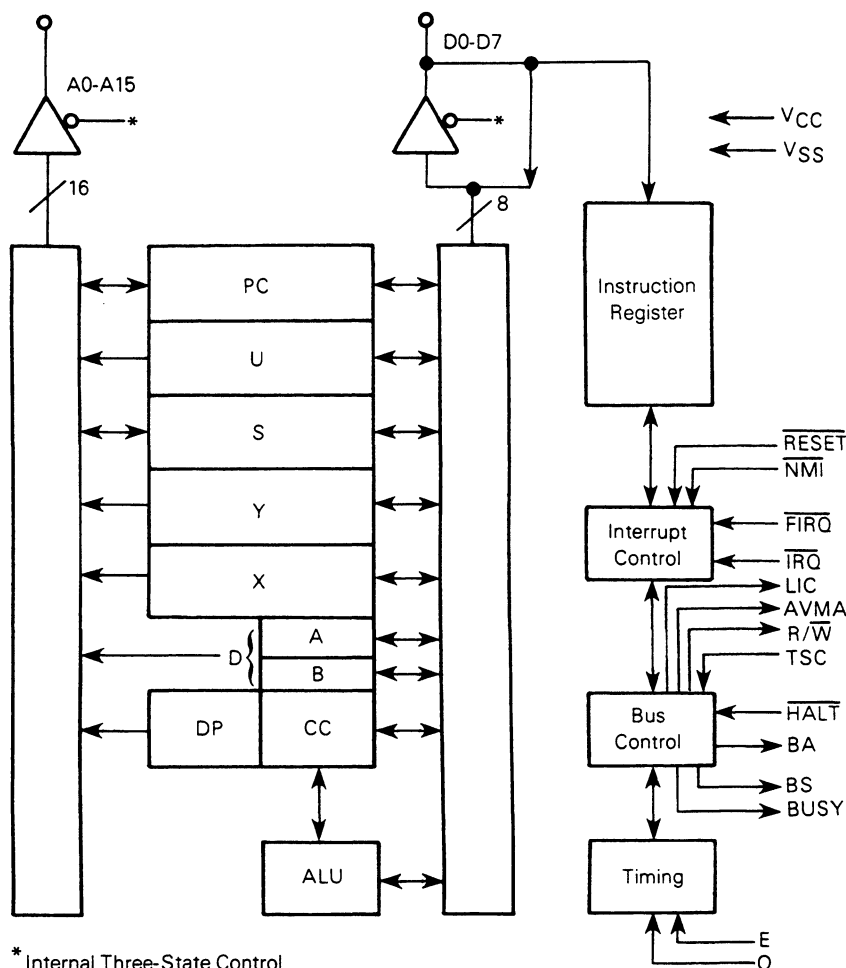 A0-A15
D0-D7
*
*
VCC
VSS
16
8
PC
U
S
Y
X
D{
A
B
DP
CC
ALU
Instruction
Register
RESET
NMI
Interrupt
Control
FIRQ
IRQ
LIC
AVMA
R/W
TSC
Bus
Control
HALT
BA
BS
BUSY
Timing
E
Q
* Internal Three-State Control